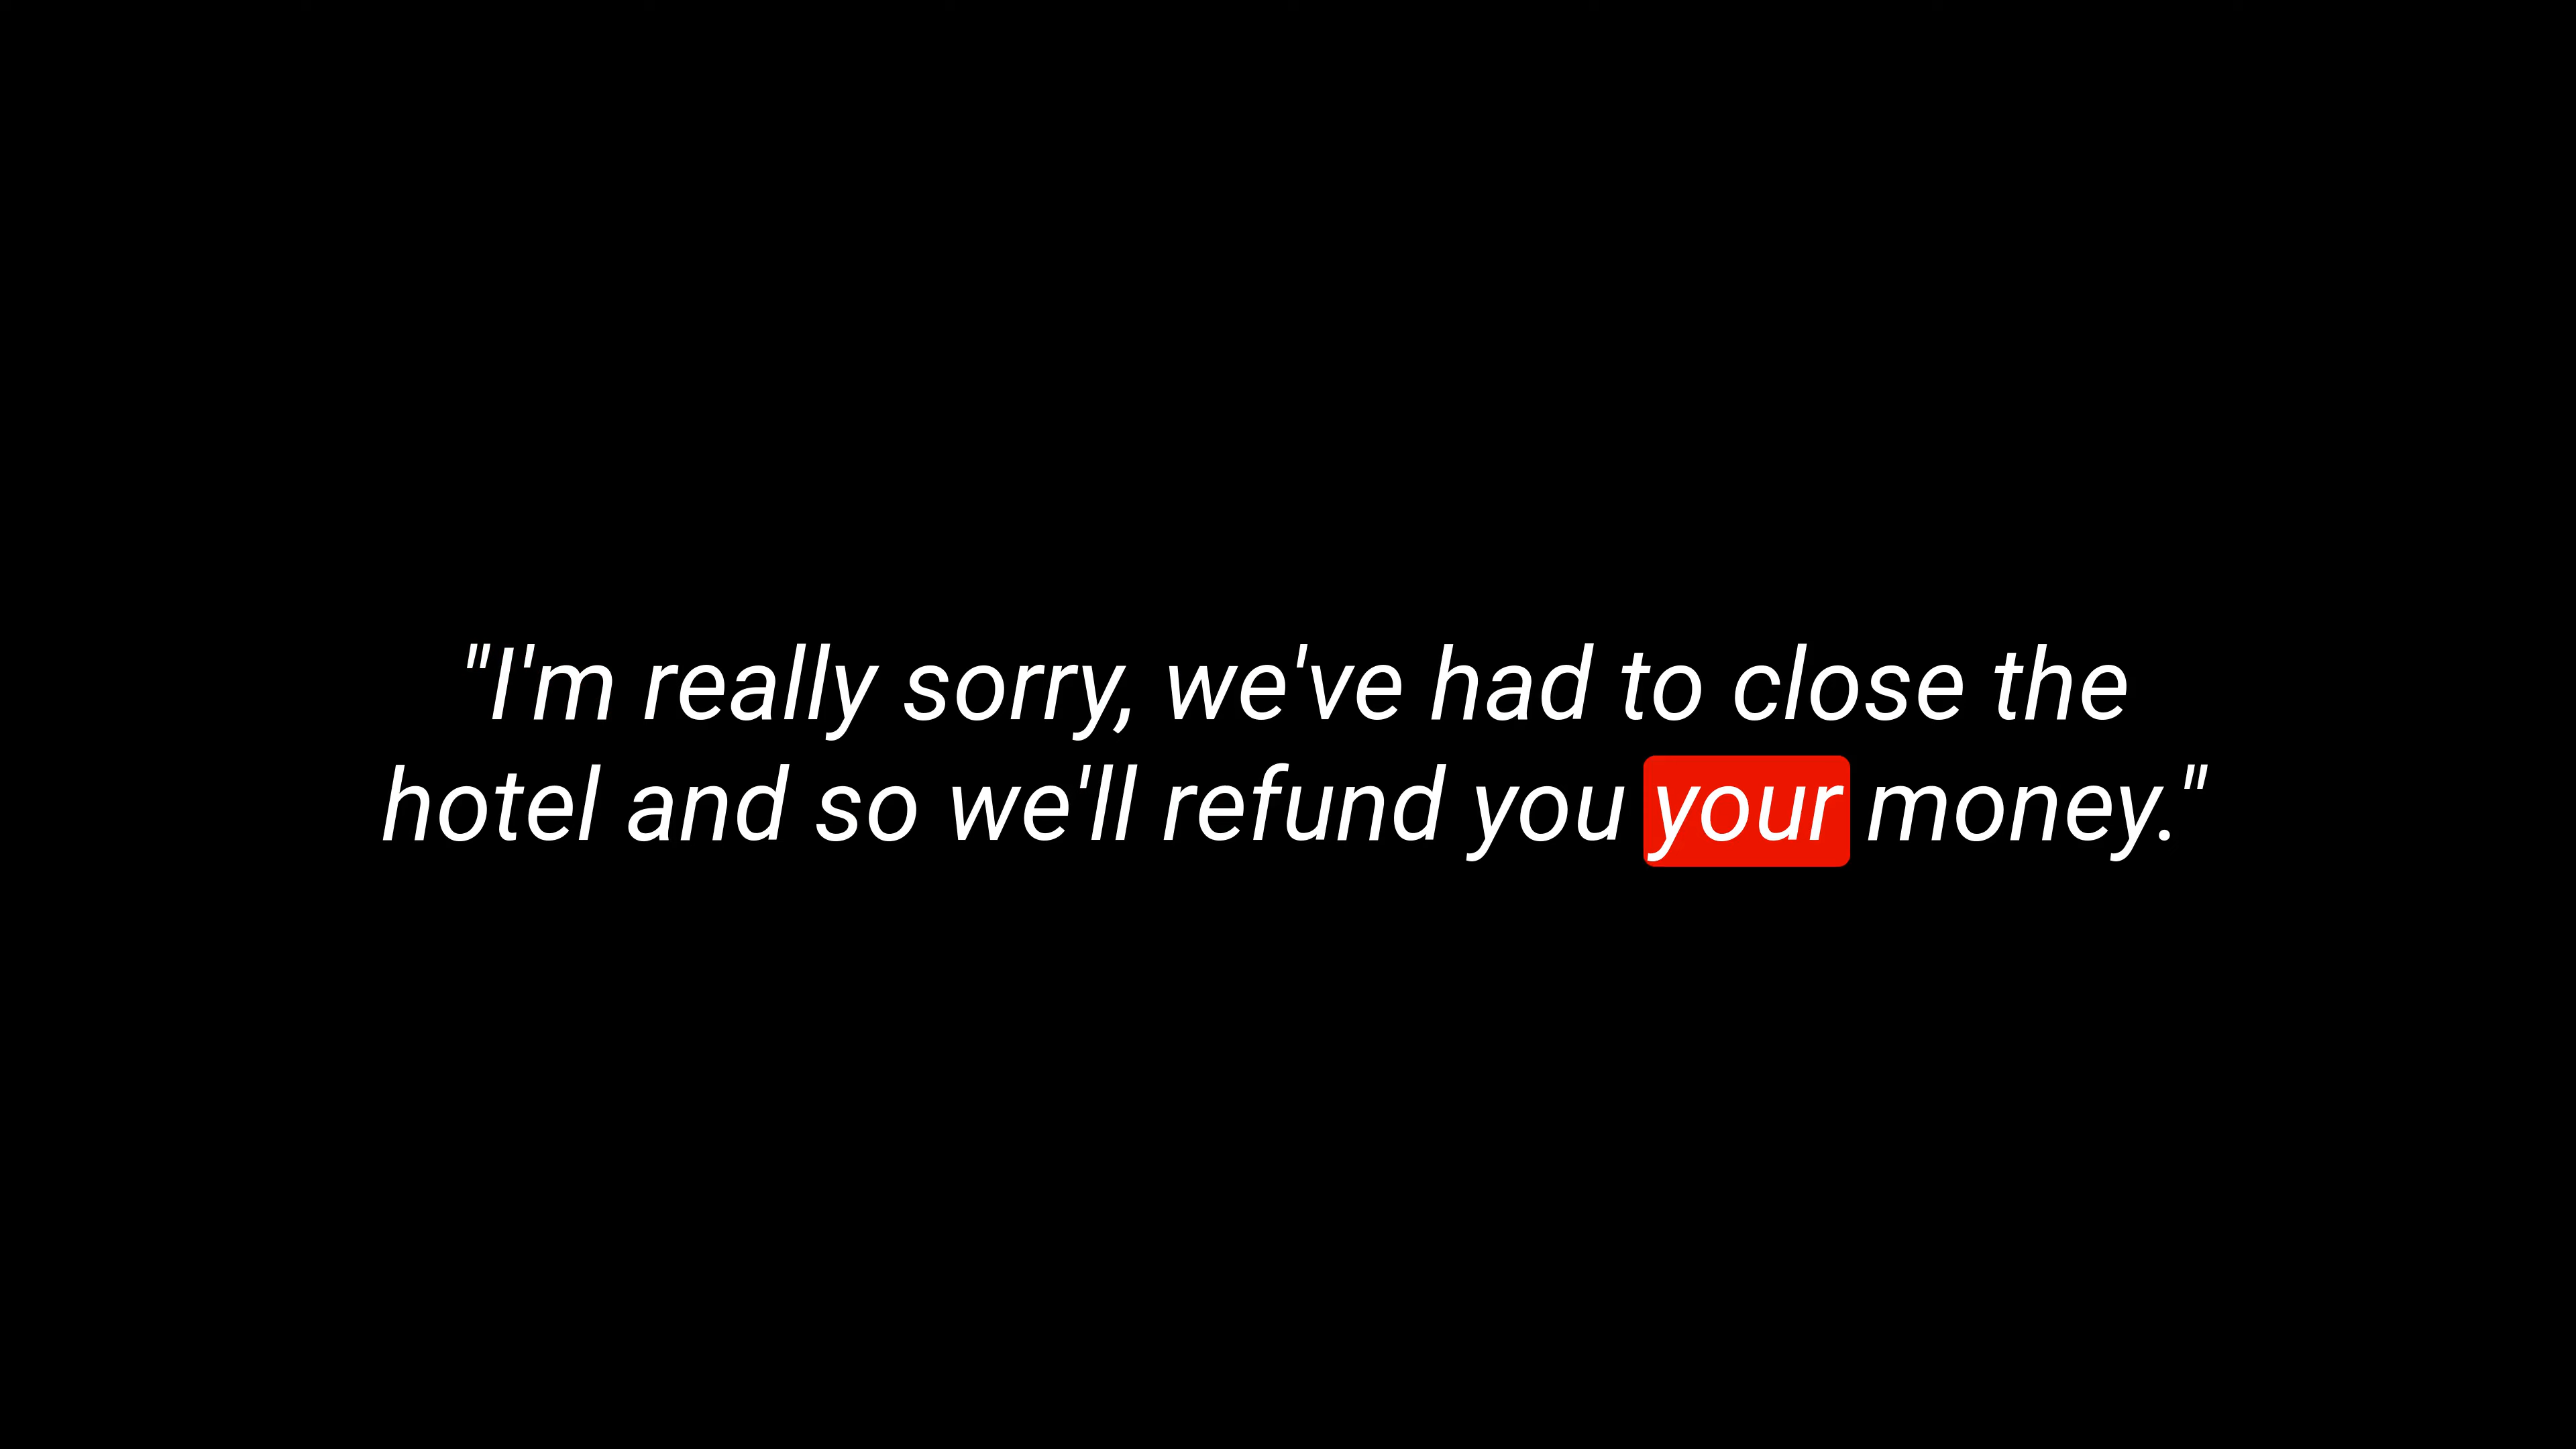 "I'm really sorry, we've had to close the
hotel and so we'll refund you your money."